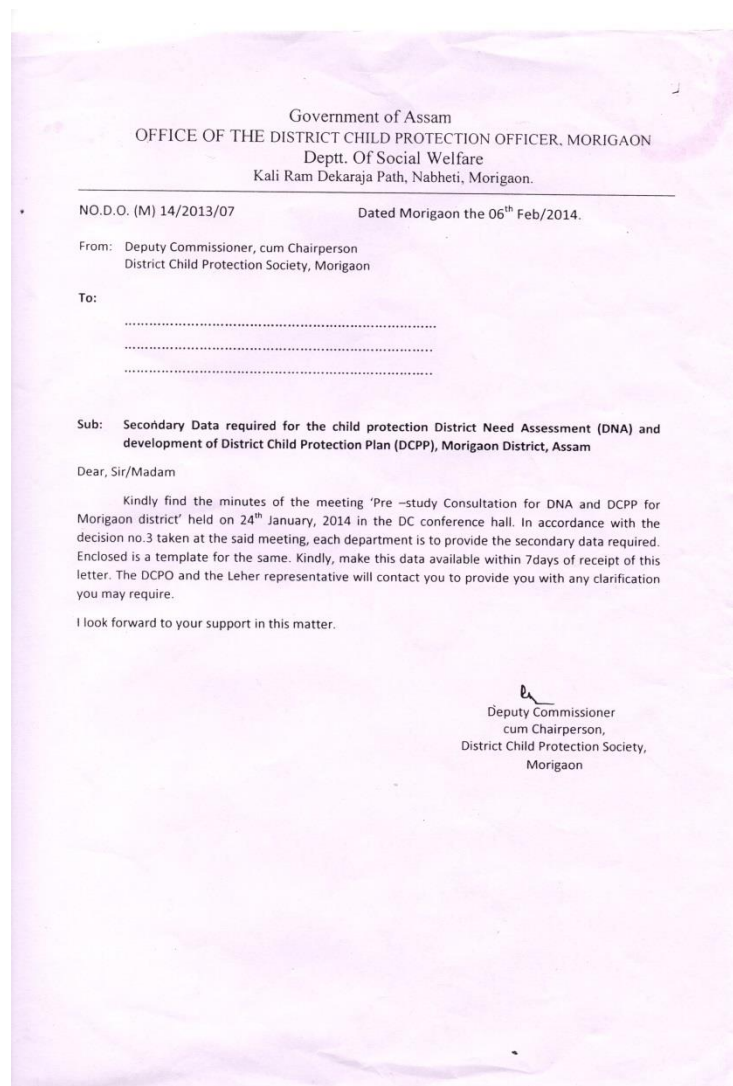 Government of Assam
OFFICE OF THE DISTRICT CHILD PROTECTION OFFICER, MORIGAON
Deptt. Of Social Welfare
Kali Ram Dekaraja Path, Nabheti, Morigaon.
NO.D.O. (M) 14/2013/07 Dated Morigaon the 06th Feb/2014.
From: Deputy Commissioner, cum Chairperson
District Child Protection Society, Morigaon
To:
..............................................................................
.............................................................................
.............................................................................
Sub: Secondary Data required for the child protection District Need Assessment (DNA) and
development of District Child Protection Plan (DCPP), Morigaon District, Assam
Dear, Sir/Madam
Kindly find the minutes of the meeting 'Pre –study Consultation for DNA and DCPP for
Morigaon district' held on 24th January, 2014 in the DC conference hall. In accordance with the
decision no.3 taken at the said meeting, each department is to provide the secondary data required.
Enclosed is a template for the same. Kindly, make this data available within 7days of receipt of this
letter. The DCPO and the Leher representative will contact you to provide you with any clarification
you may require.
I look forward to your support in this matter.
Deputy Commissioner
cum Chairperson,
District Child Protection Society,
Morigaon